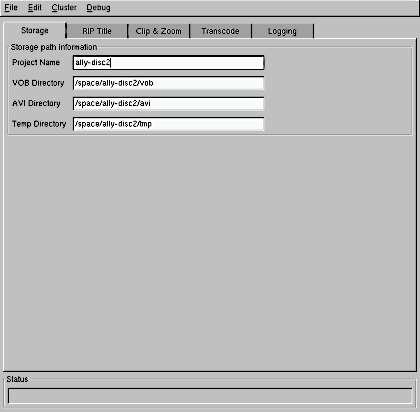 File Edit Cluster Debug
Storage RIP Title Clip & Zoom Transcode Logging
Storage path information
Project Name ally-disc2
VOB Directory /space/ally-disc2/vob
AVI Directory /space/ally-disc2/avi
Temp Directory /space/ally-disc2/tmp
Status